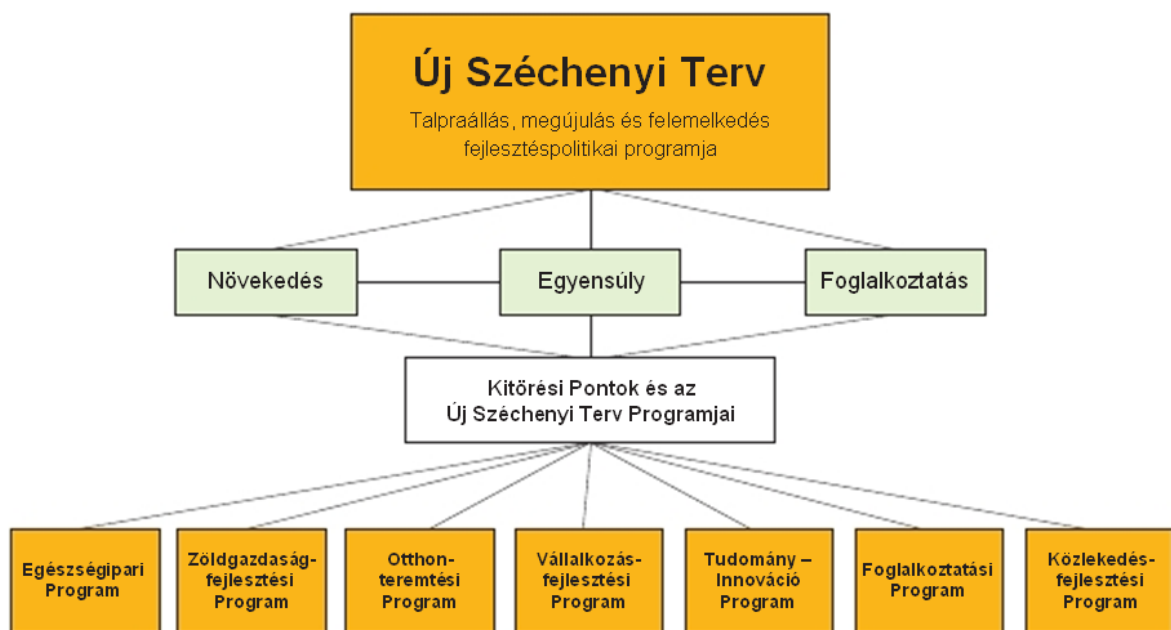 Új Széchenyi Terv
Talpraállás, megújulás és felemelkedés
fejlesztéspolitikai programja
Növekedés
Egyensúly
Foglalkoztatás
Kitörési Pontok és az
Új Széchenyi Terv Programjai
Egészségipari
Program
Zöldgazdaság-
fejlesztési
Program
Otthon-
teremtési
Program
Vállalkozás-
fejlesztési
Program
Tudomány –
Innováció
Program
Foglalkoztatási
Program
Közlekedés-
fejlesztési
Program